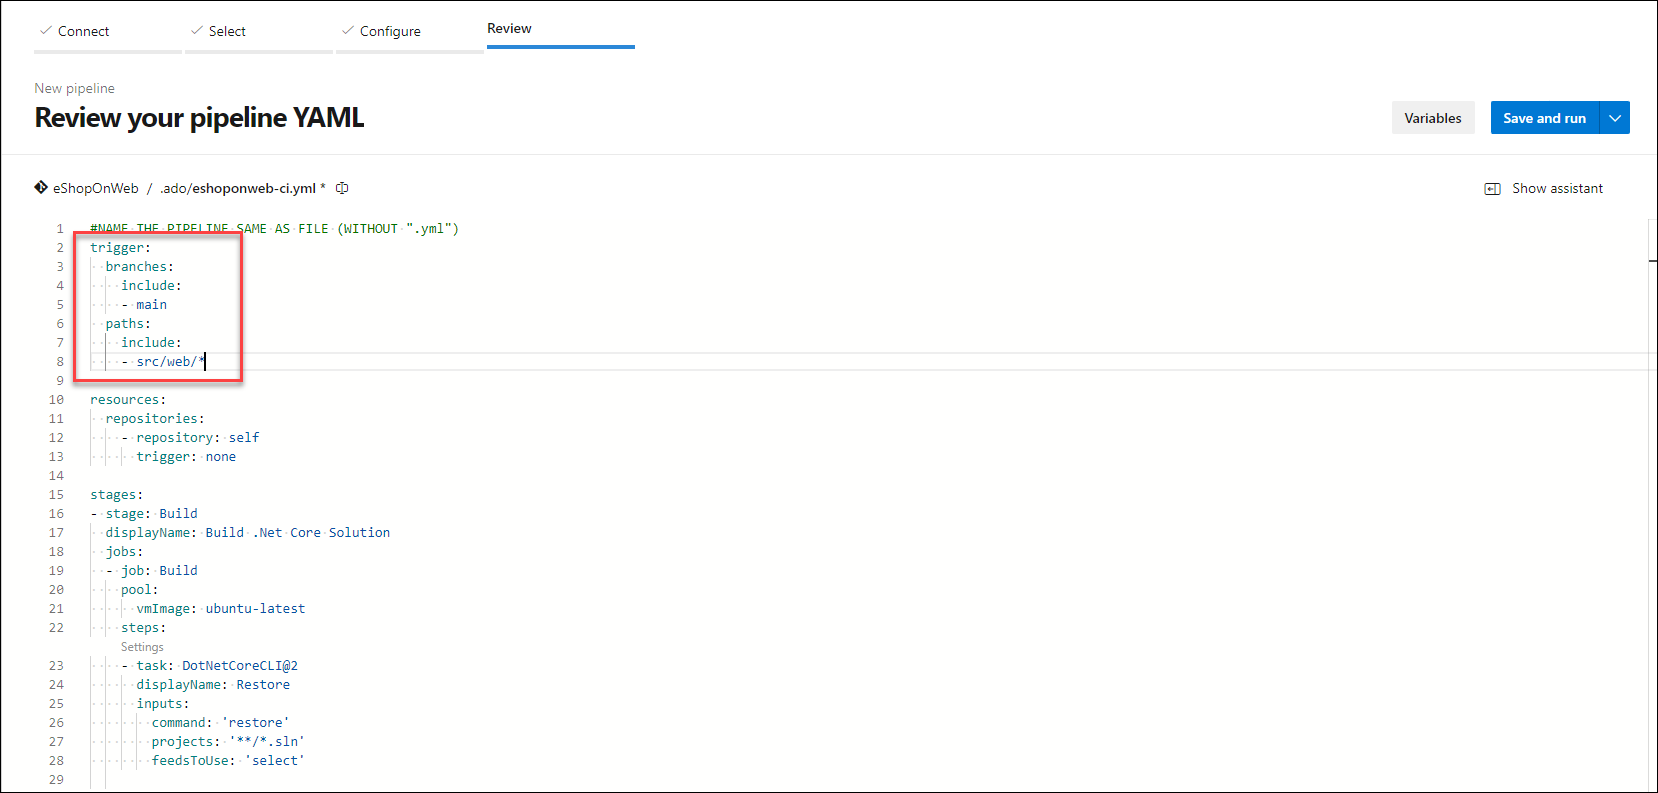 Connect Select Configure Review
New pipeline
Review your pipeline YAML
Variables Save and run
eShopOnWeb / .ado/eshoponweb-ci.yml * Show assistant
1 #NAME THE PIPELINE SAME AS FILE (WITHOUT ".yml")
2 trigger:
3 branches:
4 include:
5 - main
6 paths:
7 include:
8 - src/web/*
9
10 resources:
11 repositories:
12 - repository: self
13 trigger: none
14
15 stages:
16 - stage: Build
17 displayName: Build .Net Core Solution
18 jobs:
19 - job: Build
20 pool:
21 vmImage: ubuntu-latest
22 steps:
Settings
23 - task: DotNetCoreCLI@2
24 displayName: Restore
25 inputs:
26 command: 'restore'
27 projects: '**/*.sln'
28 feedsToUse: 'select'
29